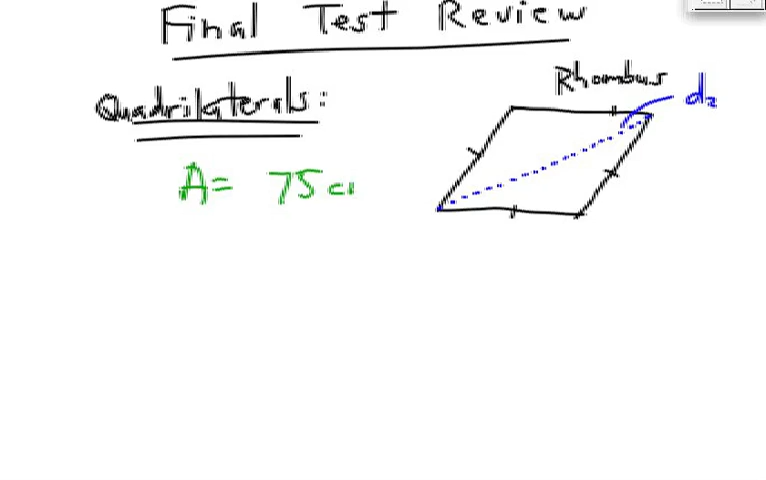 Final Test Review
Rhombus
d₂
Quadrilaterals:
A = 75 c